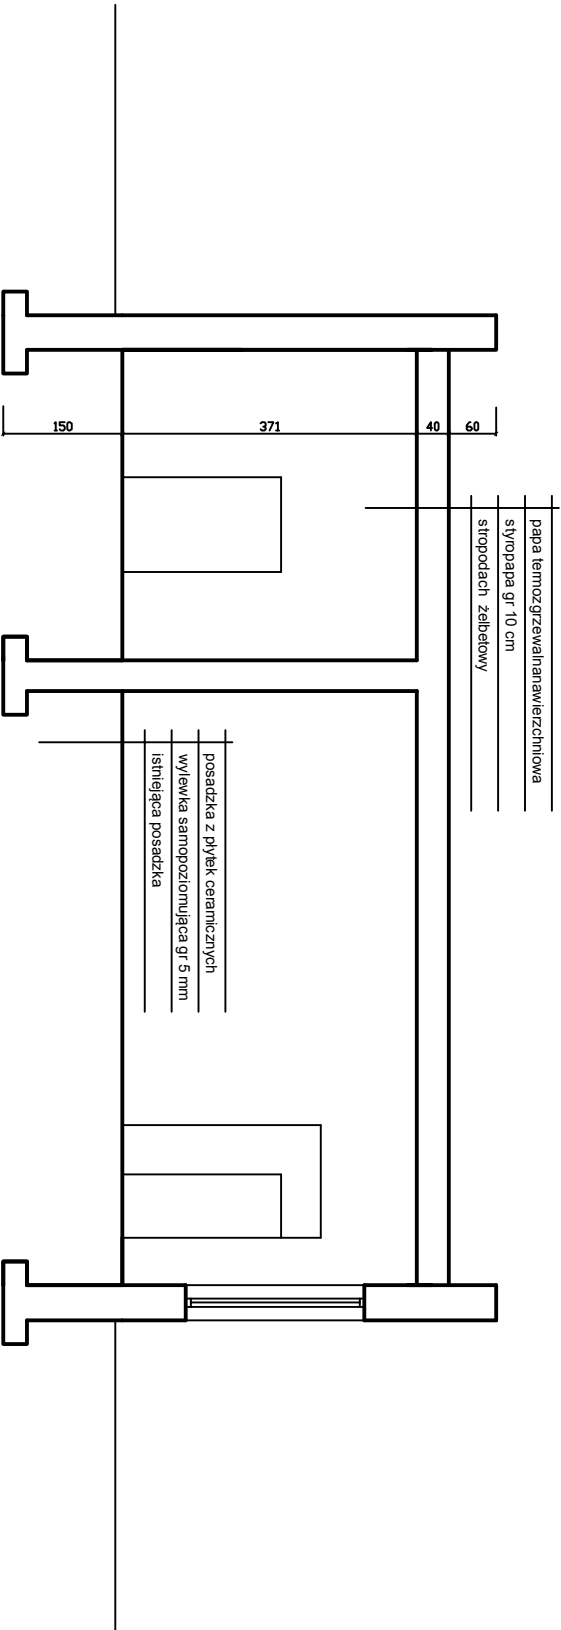 papa termozgrzewalnanawierzchniowa
styropapa gr 10 cm
stropodach żelbetowy
150
371
40
60
posadzka z płytek ceramicznych
wylewka samopoziomująca gr 5 mm
istniejąca posadzka